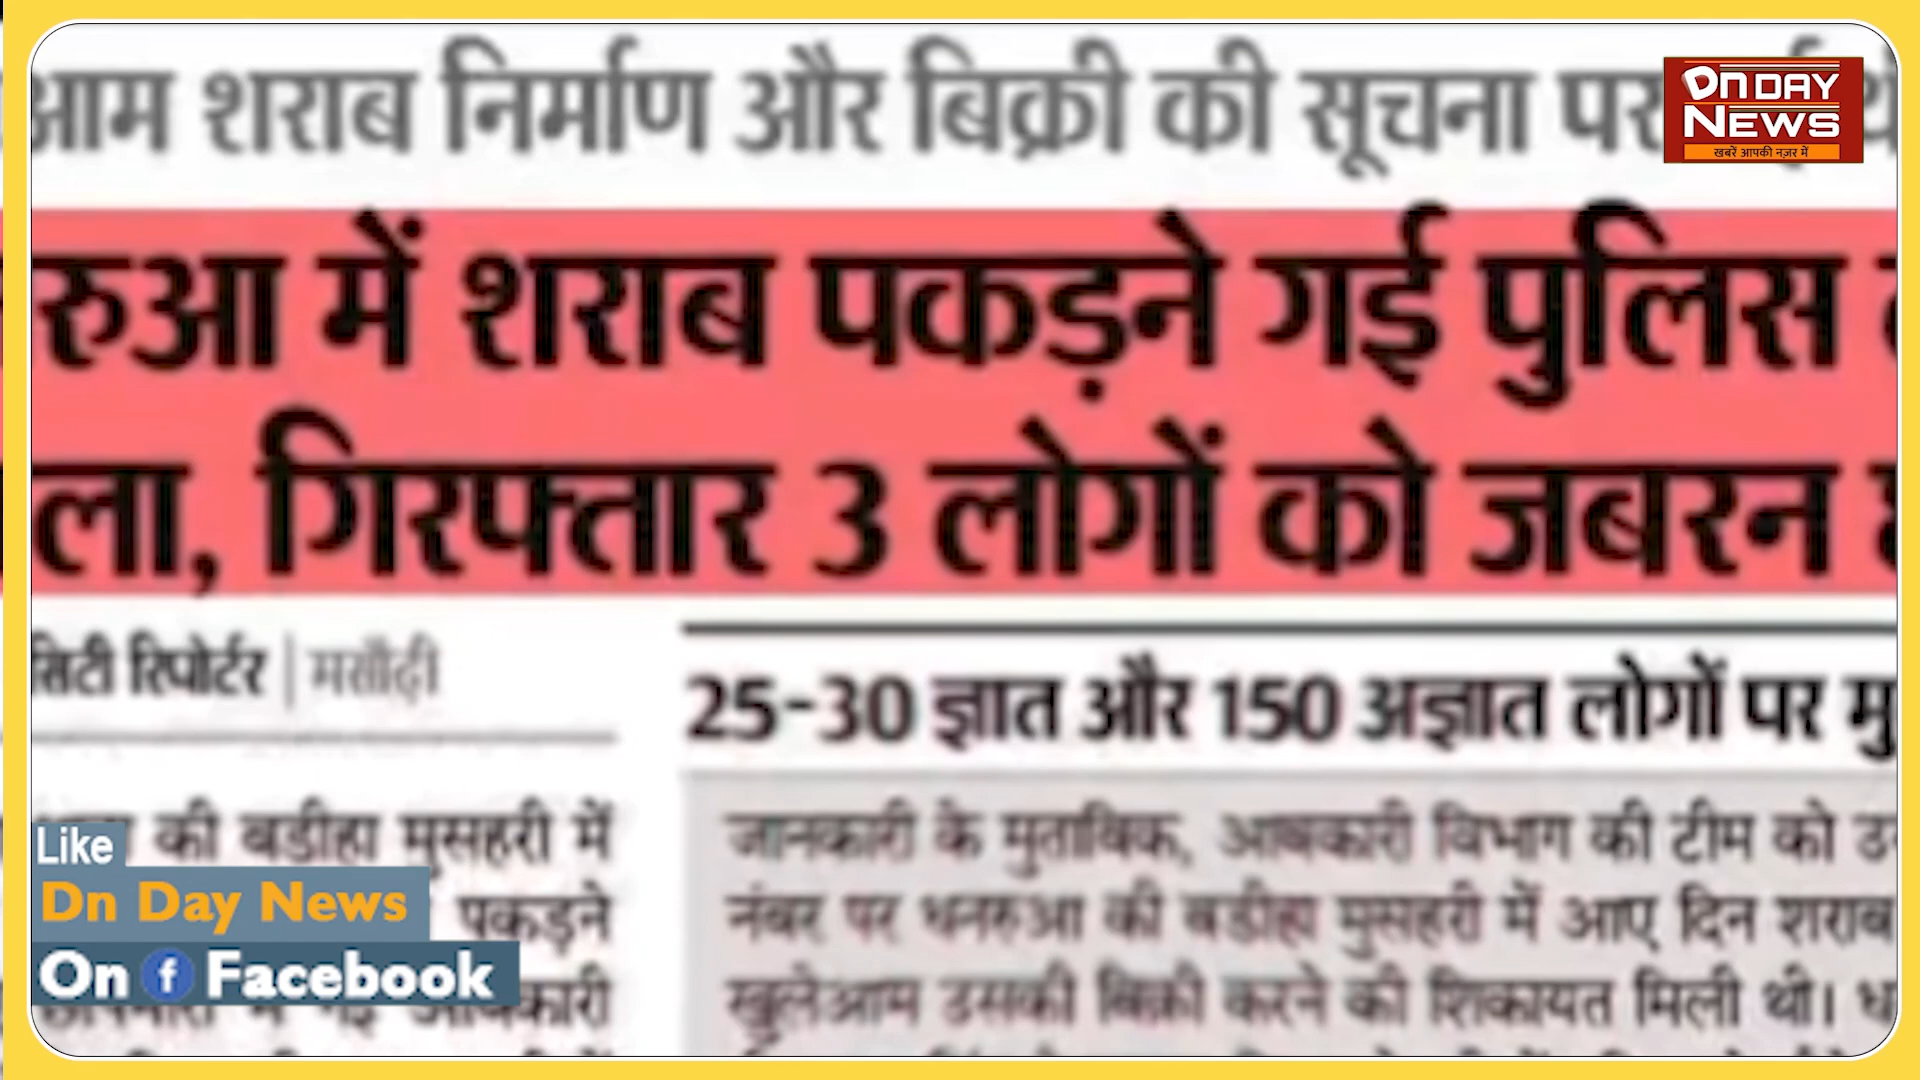 आम शराब निर्माण और बिक्री की सूचना पर
Dn DAY
NEWS
खबरें आपकी नज़र में
रुआ में शराब पकड़ने गई पुलिस
ला, गिरफ्तार 3 लोगों को जबरन
सिटी रिपोर्टर | मसौढ़ी
25-30 ज्ञात और 150 अज्ञात लोगों पर मु
की बडीहा मुसहरी में
पकड़ने
जानकारी के मुताबिक, आबकारी विभाग की टीम को उ
नंबर पर धनरुआ की बडीहा मुसहरी में आए दिन शराब
खुलेआम उसकी बिक्री करने की शिकायत मिली थी। ध
Like
Dn Day News
On f Facebook